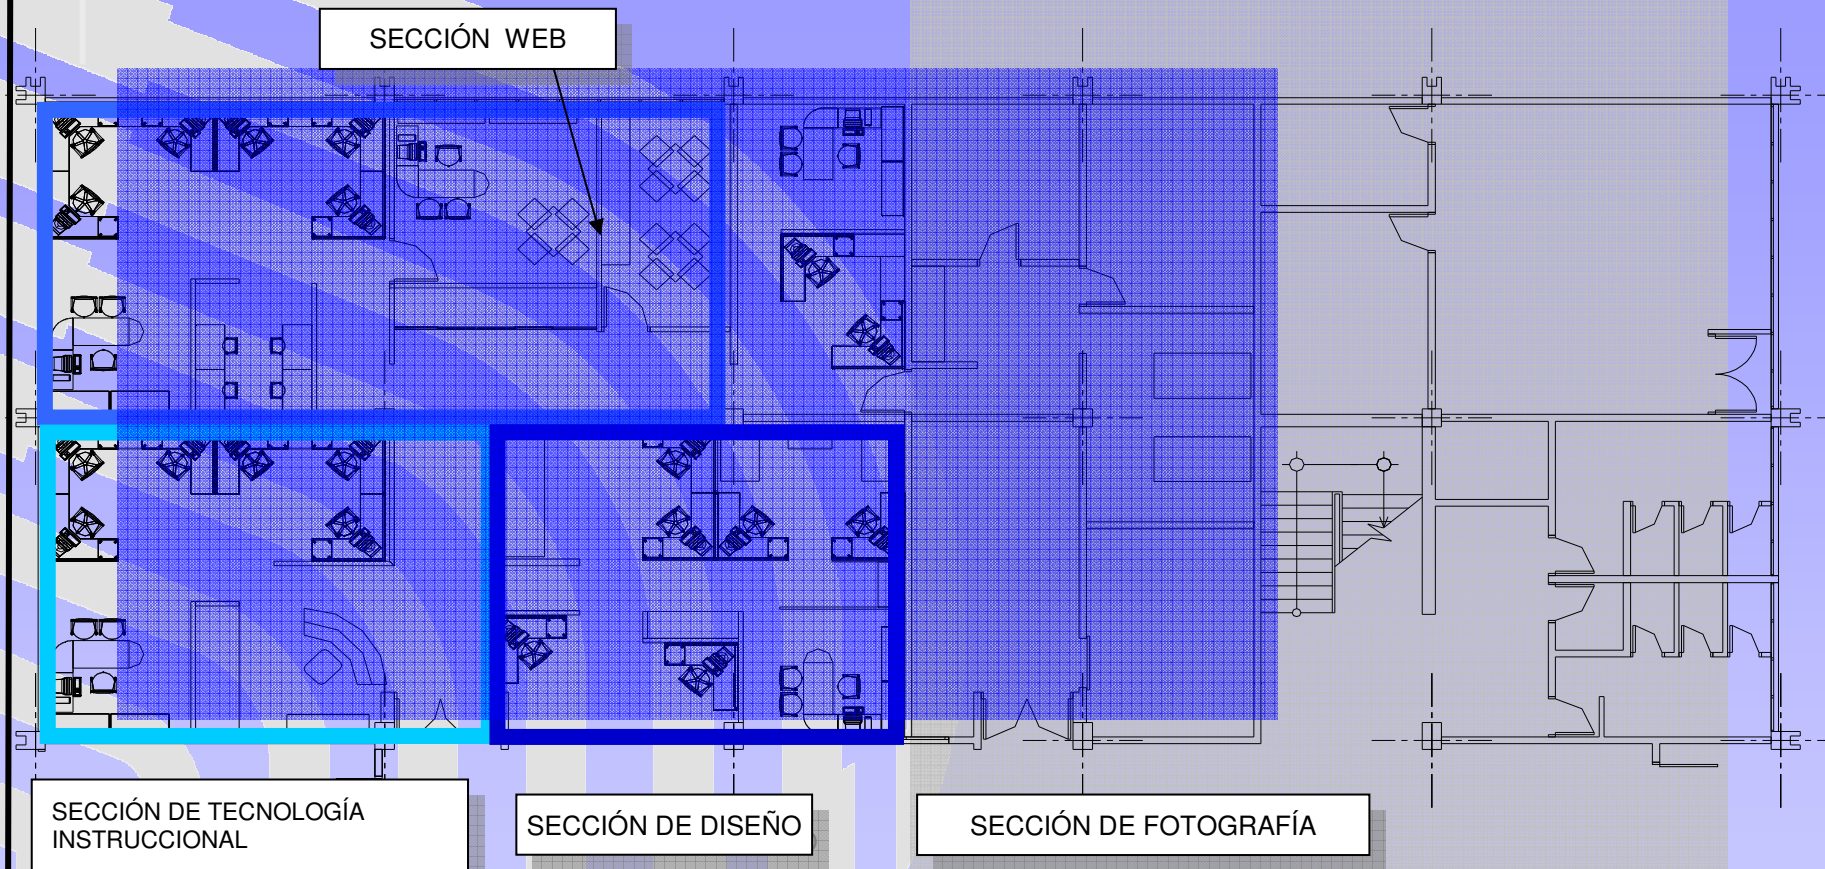 SECCIÓN WEB
SECCIÓN DE TECNOLOGÍA
INSTRUCCIONAL
SECCIÓN DE DISEÑO
SECCIÓN DE FOTOGRAFÍA